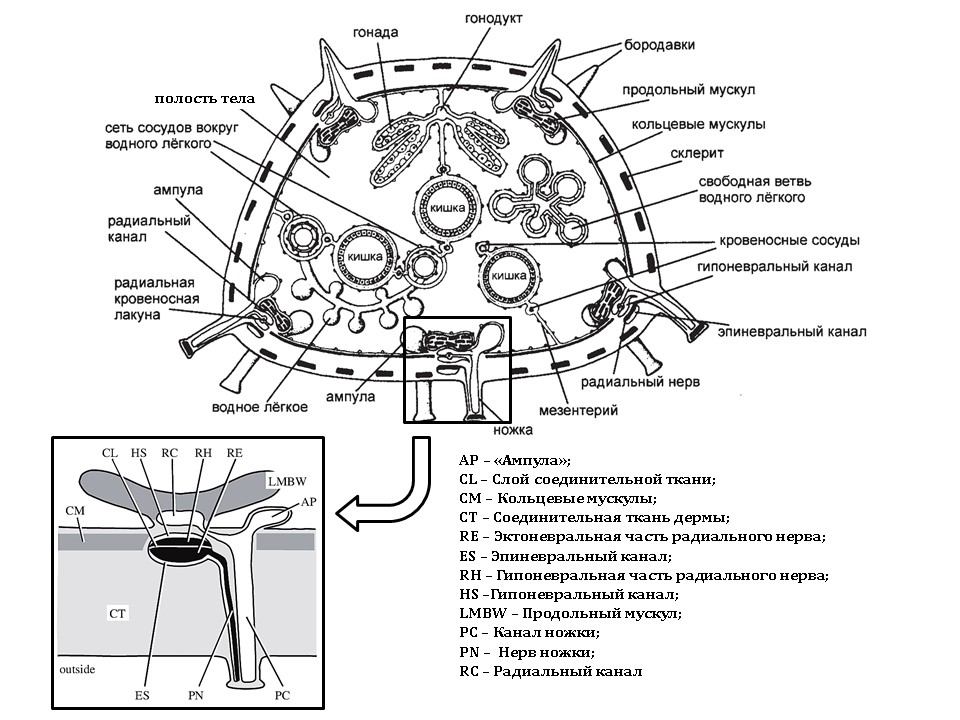 гонодукт
гонада
бородавки
полость тела
продольный мускул
сеть сосудов вокруг
водного лёгкого
кольцевые мускулы
склерит
ампула
свободная ветвь
водного лёгкого
кишка
радиальный
канал
кровеносные сосуды
кишка
кишка
гипоневральный канал
радиальная
кровеносная
лакуна
эпиневральный канал
радиальный нерв
ампула
водное лёгкое
мезентерий
ножка
CL HS RC RH RE
LMBW
AP
CM
CT
outside
ES PN PC
AP – «Ампула»;
CL – Слой соединительной ткани;
CM – Кольцевые мускулы;
CT – Соединительная ткань дермы;
RE – Эктоневральная часть радиального нерва;
ES – Эпиневральный канал;
RH – Гипоневральная часть радиального нерва;
HS –Гипоневральный канал;
LMBW – Продольный мускул;
PC – Канал ножки;
PN – Нерв ножки;
RC – Радиальный канал